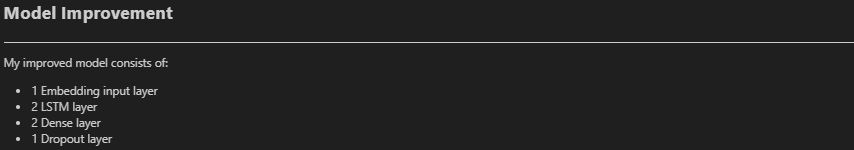 Model Improvement
My improved model consists of:
• 1 Embedding input layer
• 2 LSTM layer
• 2 Dense layer
• 1 Dropout layer